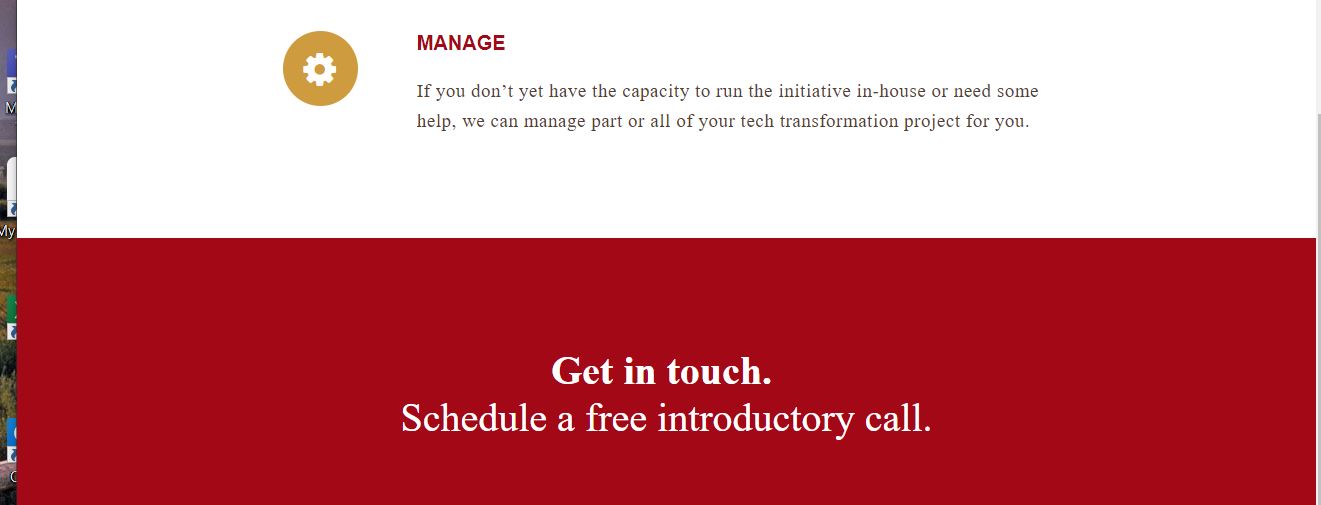 MANAGE
If you don’t yet have the capacity to run the initiative in-house or need some
help, we can manage part or all of your tech transformation project for you.
My
Get in touch.
Schedule a free introductory call.